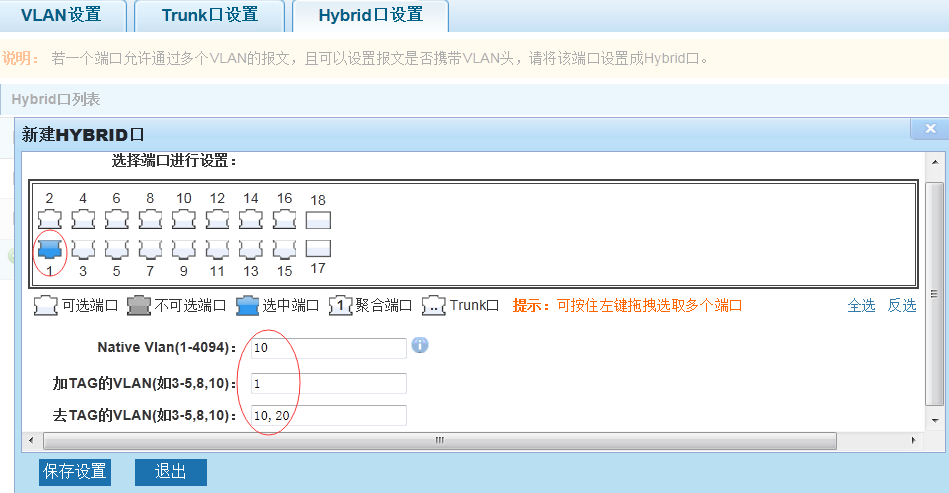 VLAN设置 Trunk口设置 Hybrid口设置
说明： 若一个端口允许通过多个VLAN的报文，且可以设置报文是否携带VLAN头，请将该端口设置成Hybrid口。
Hybrid口列表
新建HYBRID口
选择端口进行设置：
2 4 6 8 10 12 14 16 18
1 3 5 7 9 11 13 15 17
可选端口 不可选端口 选中端口 1 聚合端口 .. Trunk口 提示：可按住左键拖拽选取多个端口 全选 反选
Native Vlan(1-4094)： 10
加TAG的VLAN(如3-5,8,10)： 1
去TAG的VLAN(如3-5,8,10)： 10, 20
保存设置 退出